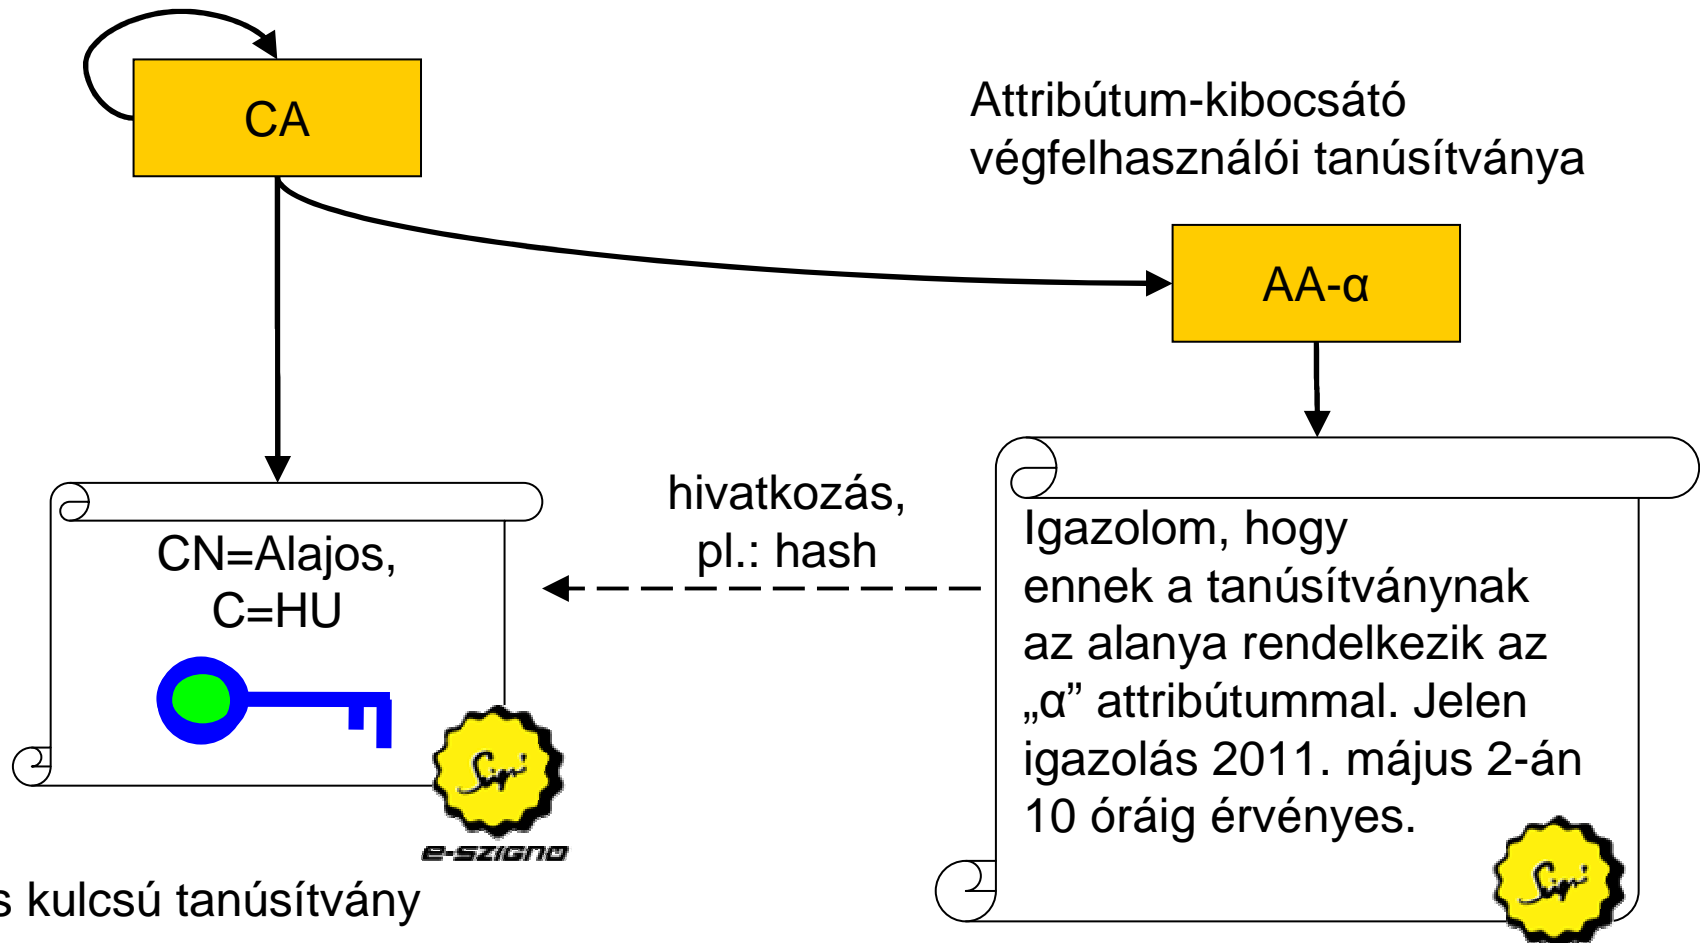 CA
Attribútum-kibocsátó
végfelhasználói tanúsítványa
AA-α
hivatkozás,
pl.: hash
CN=Alajos,
C=HU
Igazolom, hogy
ennek a tanúsítványnak
az alanya rendelkezik az
„α” attribútummal. Jelen
igazolás 2011. május 2-án
10 óráig érvényes.
e-szigno
kulcsú tanúsítvány